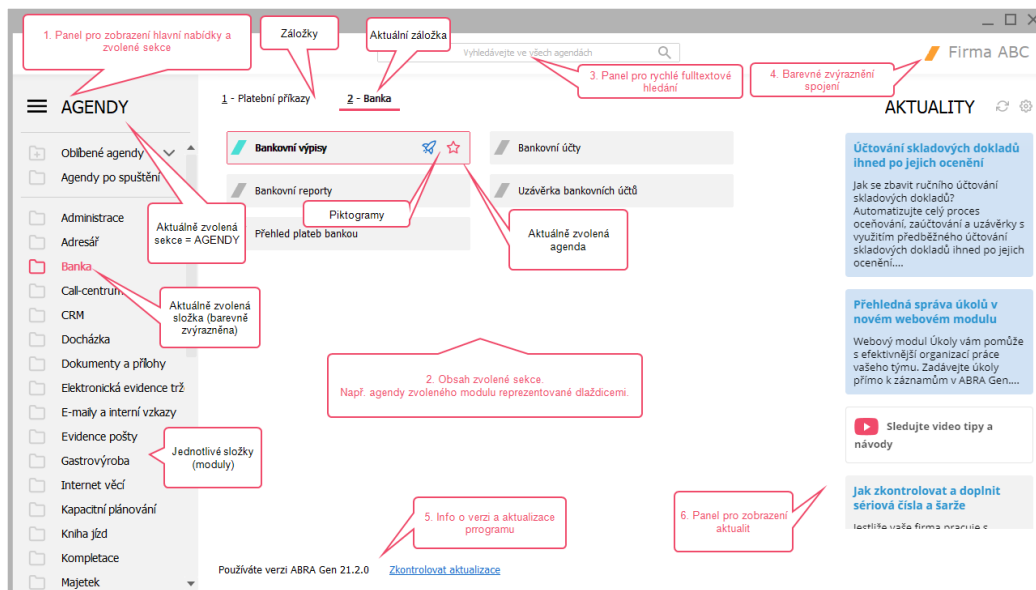 1. Panel pro zobrazení hlavní nabídky a
zvolené sekce
Záložky
Aktuální záložka
Vyhledávejte ve všech agendách
3. Panel pro rychlé fulltextové
hledání
4. Barevné zvýraznění
spojení
Firma ABC
AGENDY
1 - Platební příkazy
2 - Banka
AKTUALITY
Oblíbené agendy
Agendy po spuštění
Administrace
Adresář
Banka
Call-centrum
CRM
Docházka
Dokumenty a přílohy
Elektronická evidence trž
E-maily a interní vzkazy
Evidence pošty
Gastrovýroba
Internet věcí
Kapacitní plánování
Kniha jízd
Kompletace
Majetek
Aktuálně zvolená
sekce = AGENDY
Aktuálně zvolená
složka (barevně
zvýrazněna)
Jednotlivé složky
(moduly)
Bankovní výpisy
Bankovní účty
Bankovní reporty
Uzávěrka bankovních účtů
Přehled plateb bankou
Piktogramy
Aktuálně zvolená
agenda
2. Obsah zvolené sekce.
Např. agendy zvoleného modulu reprezentované dlaždicemi.
5. Info o verzi a aktualizace
prrogramu
Používáte verzi ABRA Gen 21.2.0
Zkontrolovat aktualizace
6. Panel pro zobrazení
aktualit
Účtování skladových dokladů
ihned po jejich ocenění
Jak se zbavit ručního účtování
skladových dokladů?
Automatizujte celý proces
oceňování, zaúčtování a uzávěrky s
využitím předběžného účtování
skladových dokladů ihned po jejich
ocenění....
Přehledná správa úkolů v
novém webovém modulu
Webový modul Úkoly vám pomůže
s efektivnější organizací práce
vašeho týmu. Zadávejte úkoly
přímo k záznamům v ABRA Gen....
Sledujte video tipy a
návody
Jak zkontrolovat a doplnit
sériová čísla a šarže
Jestliže vaše firma pracuje s